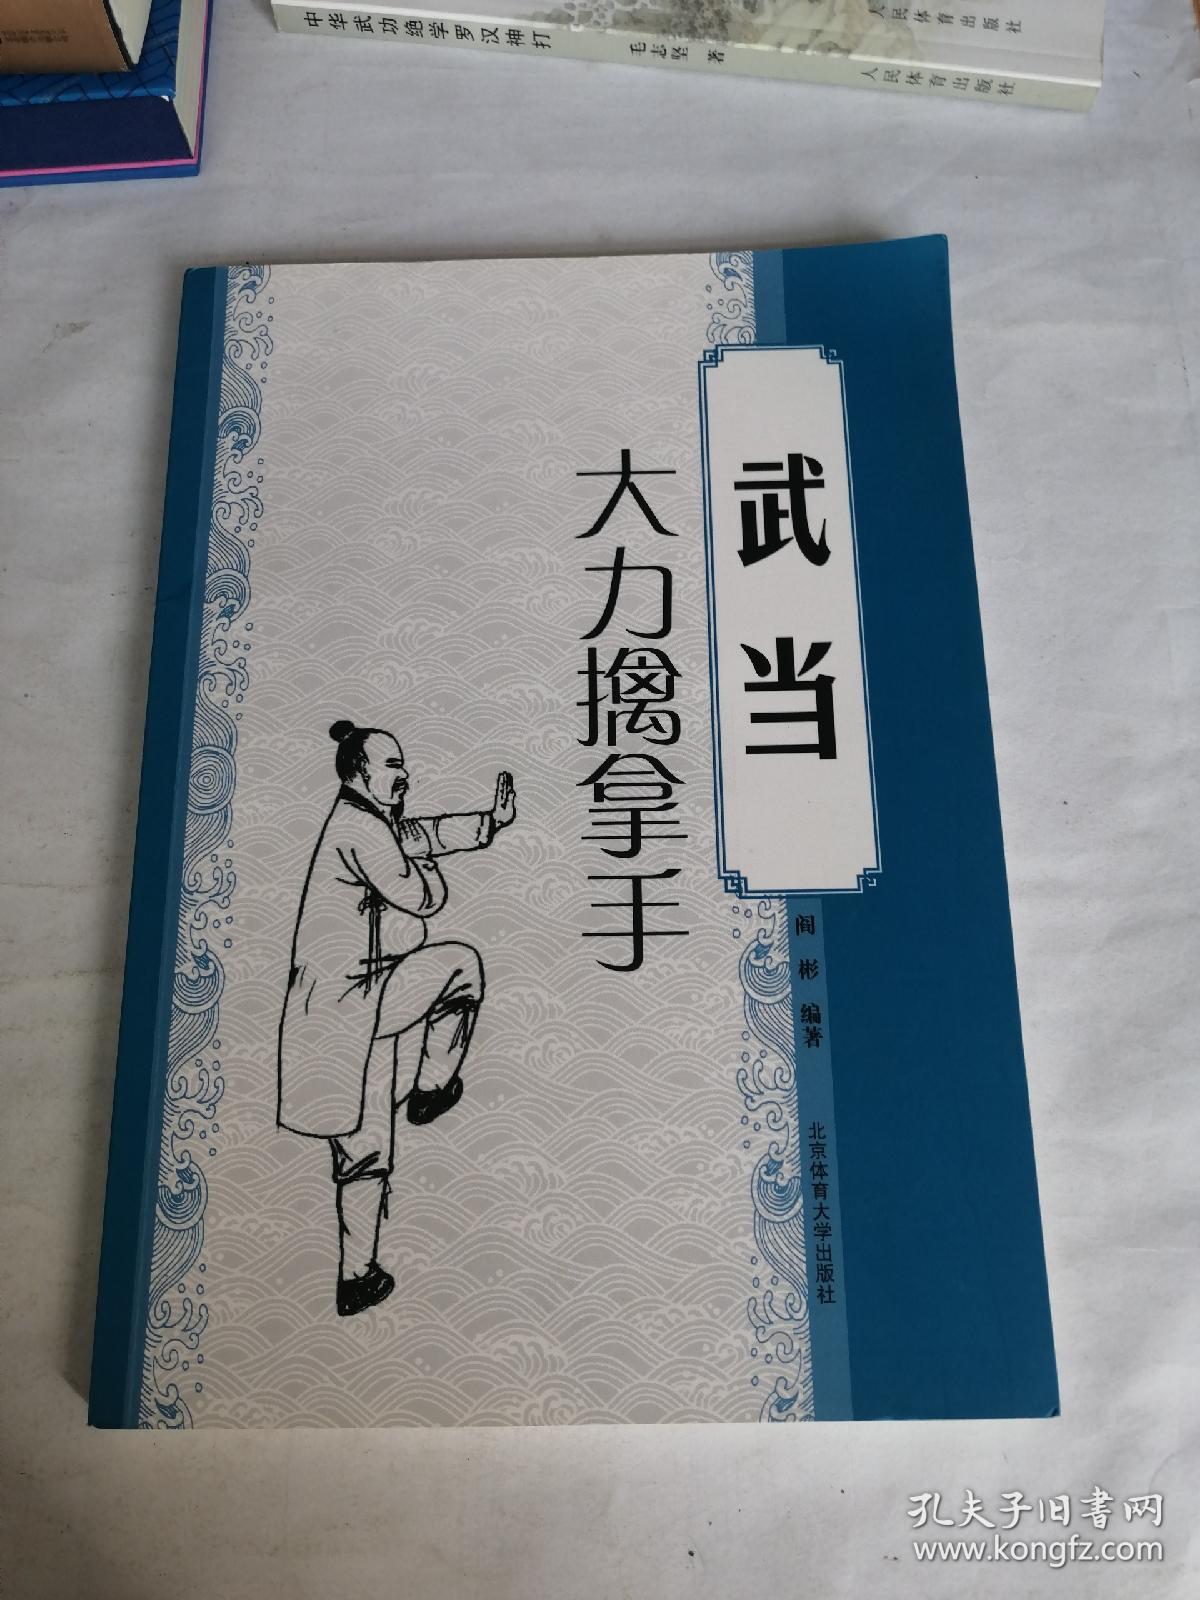 中华武功绝学罗汉神打
毛志坚 著
人民体育出版社
人民体育出版社
武当
大力擒拿手
阎彬 编著
北京体育大学出版社
孔夫子旧书网
www.kongfz.com